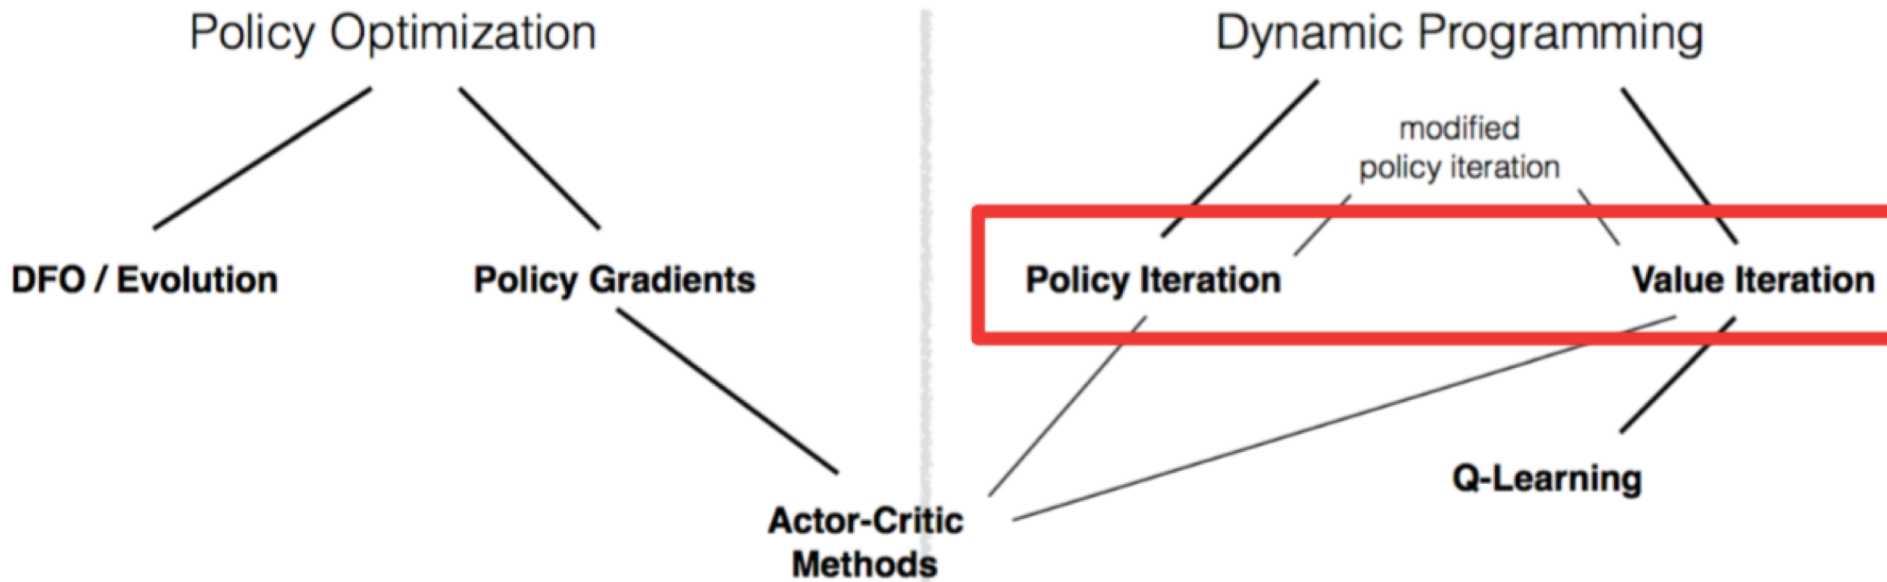 Policy Optimization
Dynamic Programming
modified
policy iteration
DFO / Evolution
Policy Gradients
Policy Iteration
Value Iteration
Q-Learning
Actor-Critic
Methods